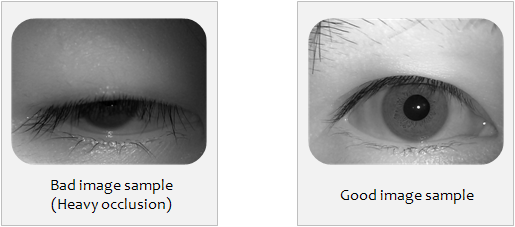 Bad image sample
(Heavy occlusion)
Good image sample